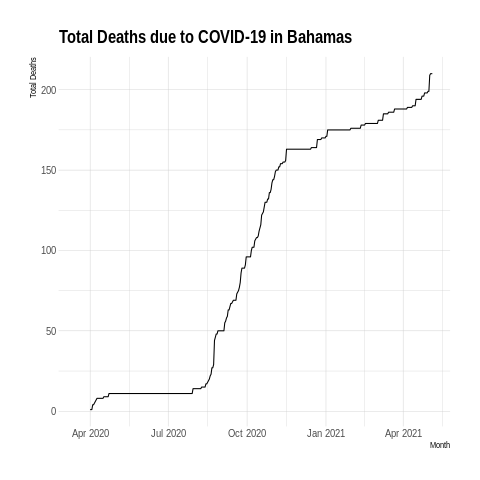 Total Deaths due to COVID-19 in Bahamas
Total Deaths
200
150
100
50
0
Apr 2020 Jul 2020 Oct 2020 Jan 2021 Apr 2021
Month